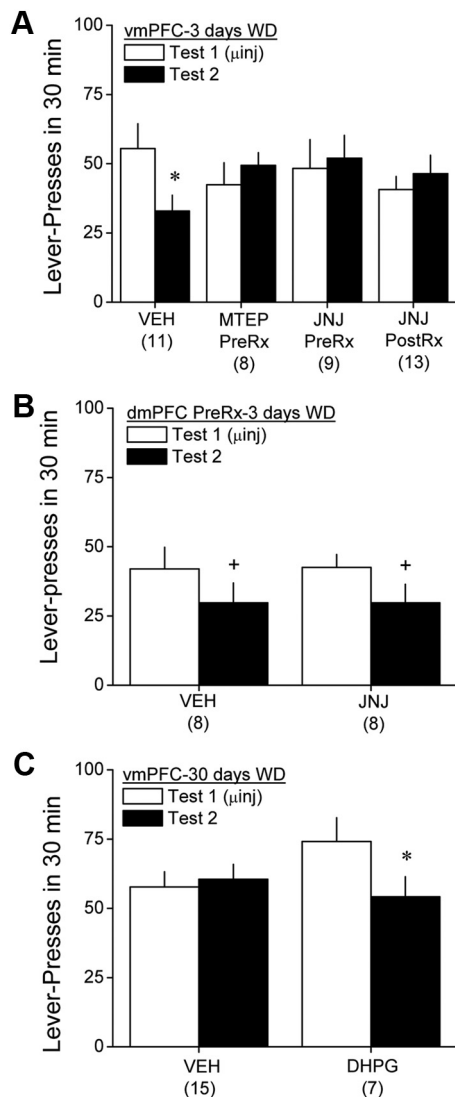 A
vmPFC-3 days WD
Test 1 (μinj)
Test 2
Lever-Presses in 30 min
100
75
50
25
0
*
VEH MTEP JNJ JNJ
PreRx PreRx PostRx
(11) (8) (9) (13)
B
dmPFC PreRx-3 days WD
Test 1 (μinj)
Test 2
Lever-presses in 30 min
100
75
50
25
0
+ +
VEH JNJ
(8) (8)
C
vmPFC-30 days WD
Test 1 (μinj)
Test 2
Lever-Presses in 30 min
100
75
50
25
0
*
VEH DHPG
(15) (7)